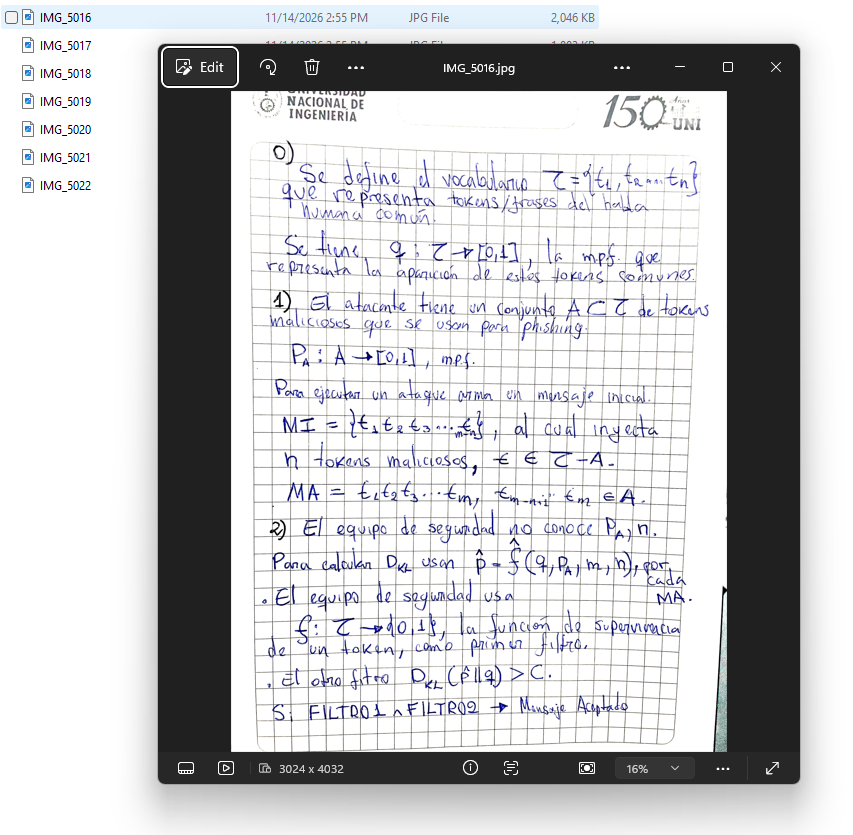 IMG_5016 11/14/2026 2:55 PM JPG File 2,046 KB
IMG_5017
IMG_5018
IMG_5019
IMG_5020
IMG_5021
IMG_5022
Edit
IMG_5016.jpg
NACIONAL DE
INGENIERIA
150 Años
UNI
0)
Se define el vocabulario τ = {t1, t2 ..., tn}
que representa tokens/frases del habla
humana común.
Se tiene q : τ → [0,1], la mpf. que
representa la aparición de estos tokens comunes.
1) El atacante tiene un conjunto A ⊂ τ de tokens
maliciosos que se usan para phishing.
PA : A → [0,1], mpf.
Para ejecutar un ataque arma un mensaje inicial.
MI = {t1 t2 t3 ... tm-n}, al cual inyecta
n tokens maliciosos, t ∈ τ - A.
MA = t1 t2 t3 ... tm, tm-n+1 ... tm ∈ A.
2) El equipo de seguridad no conoce PA, n.
Para calcular DKL usan p̂ = f̂(q, PA, m, n), por
cada
MA.
. El equipo de seguridad usa
f: τ → {0,1}, la función de supervivencia
de un token, como primer filtro.
. El otro filtro DKL (p̂ || q) > C.
Si FILTRO1 ∧ FILTRO2 → Mensaje Aceptado
3024 x 4032
16%